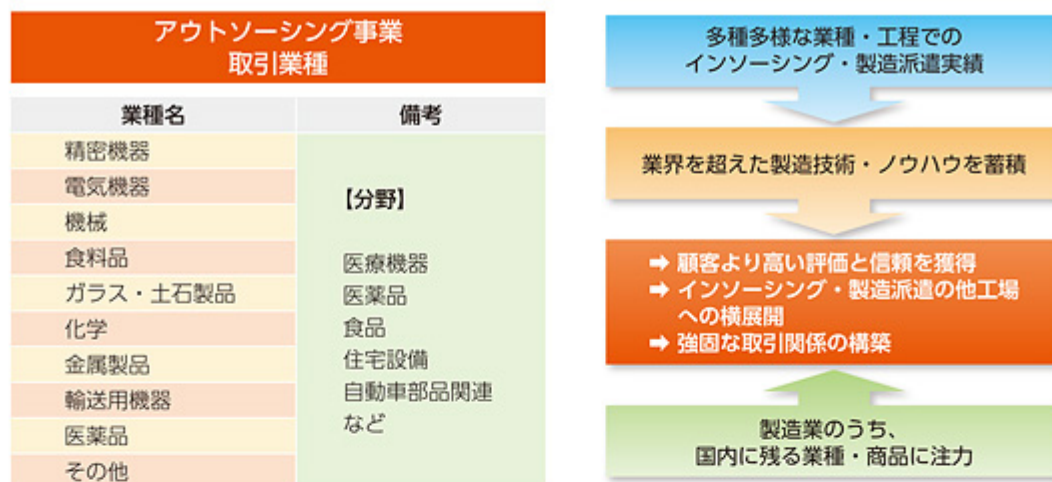 アウトソーシング事業
取引業種
業種名
備考
精密機器
電気機器
機械
食料品
ガラス・土石製品
化学
金属製品
輸送用機器
医薬品
その他
【分野】
医療機器
医薬品
食品
住宅設備
自動車部品関連
など
多種多様な業種・工程での
インソーシング・製造派遣実績
業界を超えた製造技術・ノウハウを蓄積
➡ 顧客より高い評価と信頼を獲得
➡ インソーシング・製造派遣の他工場
への横展開
➡ 強固な取引関係の構築
製造業のうち、
国内に残る業種・商品に注力